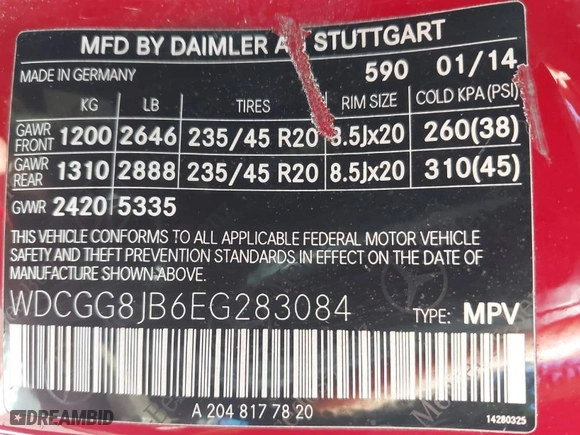 MFD BY DAIMLER AG STUTTGART
MADE IN GERMANY 590 01/14
KG LB TIRES RIM SIZE COLD KPA(PSI)
GAWR FRONT 1200 2646 235/45 R20 8.5Jx20 260(38)
GAWR REAR 1310 2888 235/45 R20 8.5Jx20 310(45)
GVWR 2420 5335
THIS VEHICLE CONFORMS TO ALL APPLICABLE FEDERAL MOTOR VEHICLE
SAFETY AND THEFT PREVENTION STANDARDS IN EFFECT ON THE DATE OF
MANUFACTURE INDICATED ABOVE.
WDCGG8JB6EG283084 TYPE: MPV
A 204 817 78 20
14280325
DREAMBID